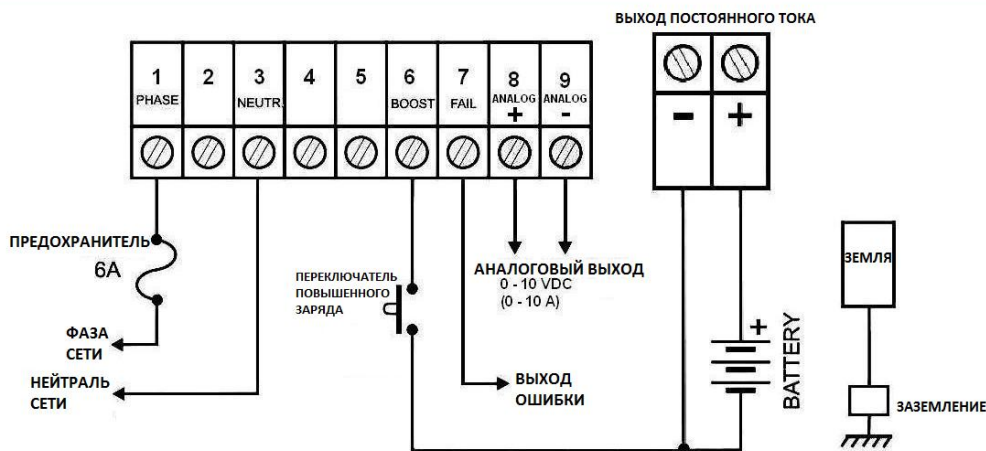 ВЫХОД ПОСТОЯННОГО ТОКА
1 2 3 4 5 6 7 8 9
PHASE NEUTR. BOOST FAIL ANALOG ANALOG
+ -
- +
ПРЕДОХРАНИТЕЛЬ
6A
ФАЗА
СЕТИ
НЕЙТРАЛЬ
СЕТИ
ПЕРЕКЛЮЧАТЕЛЬ
ПОВЫШЕННОГО
ЗАРЯДА
АНАЛОГОВЫЙ ВЫХОД
0 - 10 VDC
(0 - 10 A)
ВЫХОД
ОШИБКИ
+
BATTERY
ЗЕМЛЯ
ЗАЗЕМЛЕНИЕ